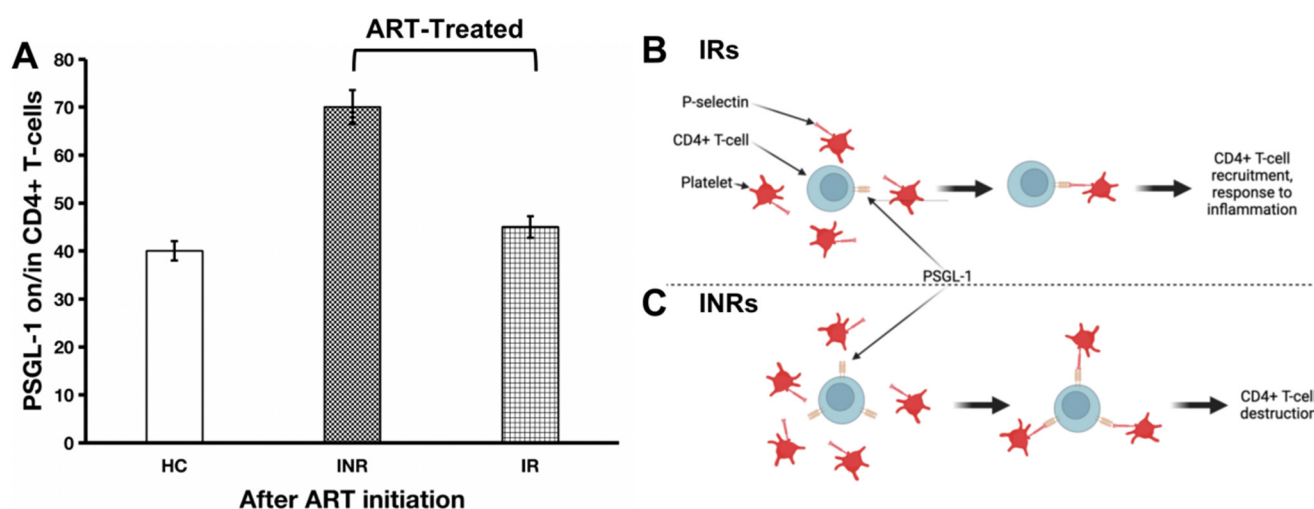 ART-Treated
A
PSGL-1 on/in CD4+ T-cells
80
70
60
50
40
30
20
10
0
HC
INR
IR
After ART initiation
B IRs
P-selectin
CD4+ T-cell
Platelet
CD4+ T-cell
recruitment,
response to
inflammation
PSGL-1
C INRs
CD4+ T-cell
destruction